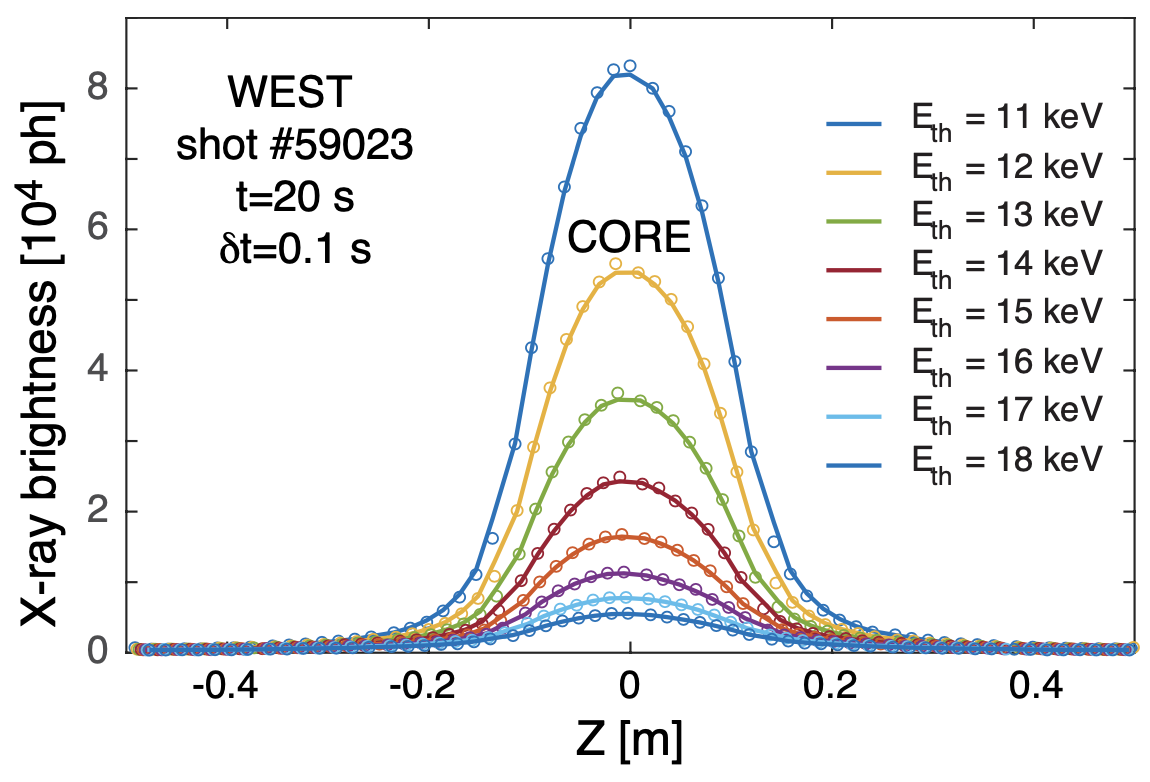 WEST
shot #59023
t=20 s
δt=0.1 s
CORE
E_th = 11 keV
E_th = 12 keV
E_th = 13 keV
E_th = 14 keV
E_th = 15 keV
E_th = 16 keV
E_th = 17 keV
E_th = 18 keV
X-ray brightness [10⁴ ph]
8
6
4
2
0
-0.4 -0.2 0 0.2 0.4
Z [m]